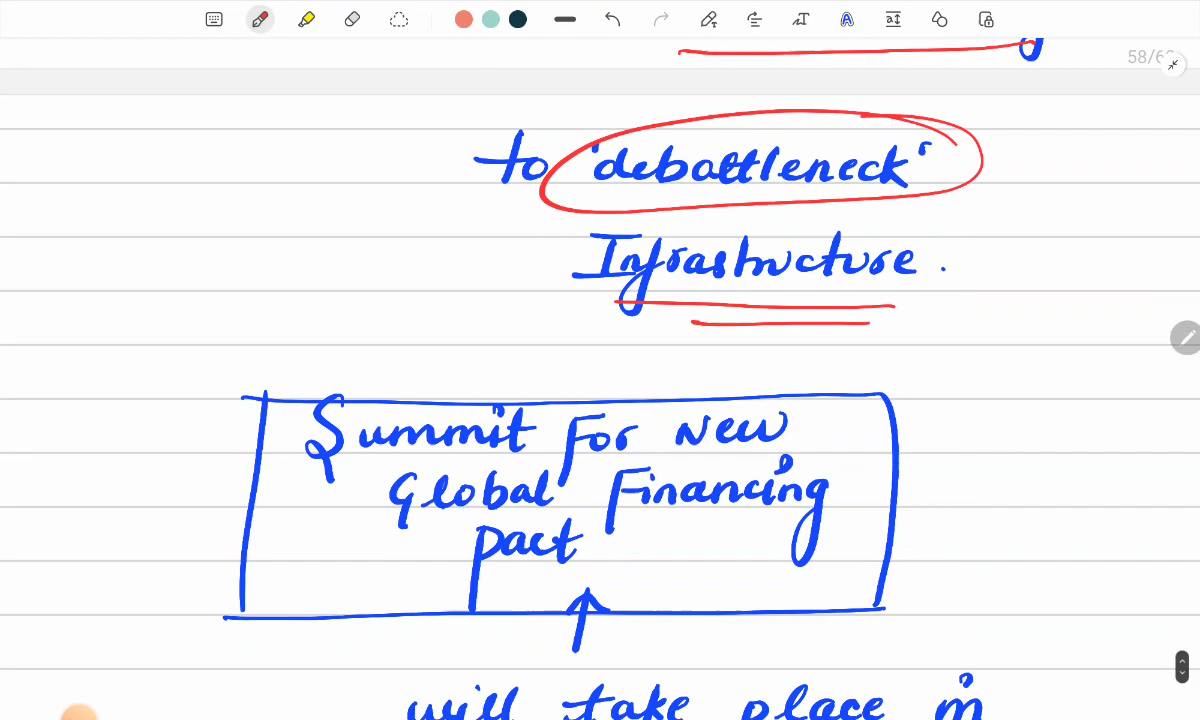 to 'debottleneck'
Infrastructure.
Summit For New
Global Financing
Pact
will take place in